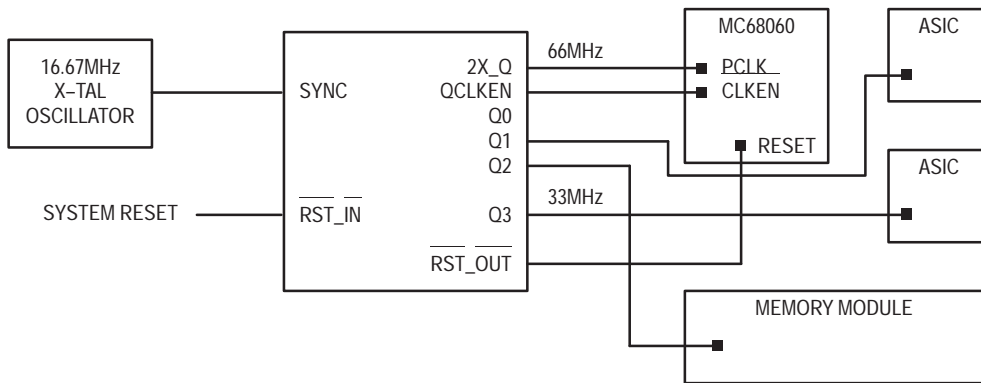 MC68060
ASIC
16.67MHz
X–TAL
OSCILLATOR
66MHz
2X_Q
PCLK
SYNC
QCLKEN
CLKEN
Q0
Q1
RESET
Q2
ASIC
SYSTEM RESET
RST_IN
33MHz
Q3
RST_OUT
MEMORY MODULE